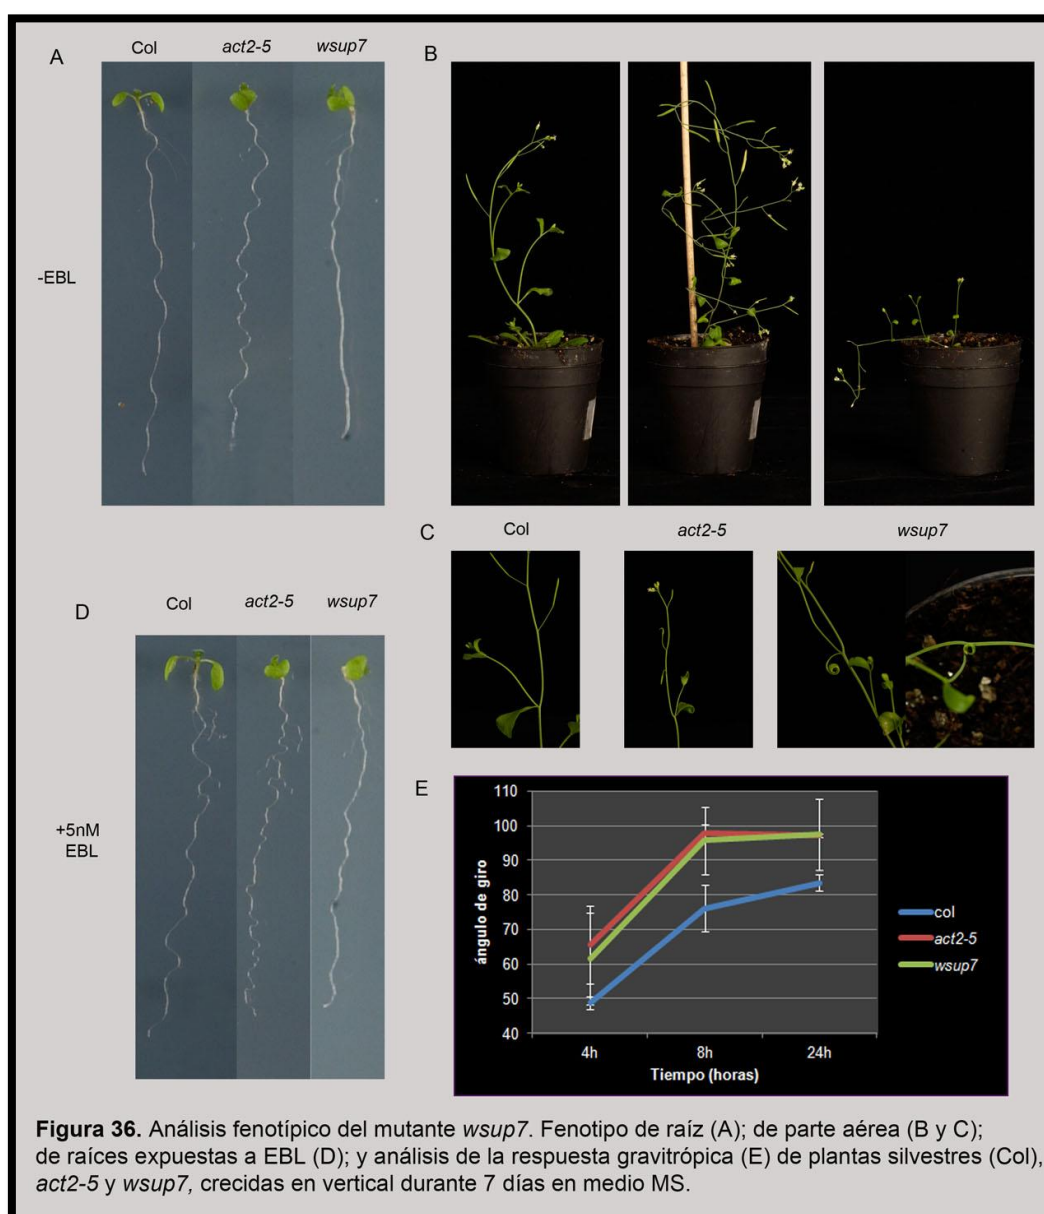 A
Col
act2-5
wsup7
B
-EBL
C
Col
act2-5
wsup7
D
Col
act2-5
wsup7
+5nM
EBL
E
110
100
90
80
70
60
50
40
ángulo de giro
4h
8h
24h
Tiempo (horas)
col
act2-5
wsup7
Figura 36. Análisis fenotípico del mutante wsup7. Fenotipo de raíz (A); de parte aérea (B y C);
de raíces expuestas a EBL (D); y análisis de la respuesta gravitrópica (E) de plantas silvestres (Col),
act2-5 y wsup7, crecidas en vertical durante 7 días en medio MS.